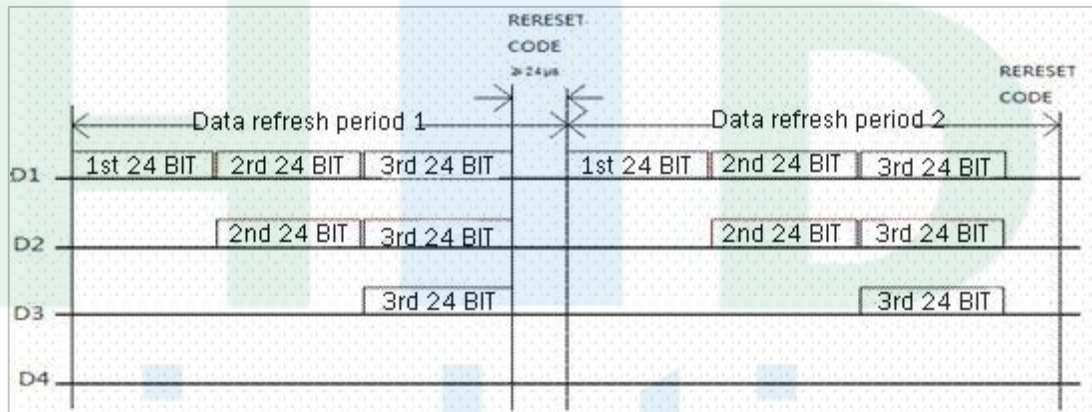 RERESET
CODE
≥ 24μs
RERESET
CODE
Data refresh period 1
Data refresh period 2
D1 1st 24 BIT 2rd 24 BIT 3rd 24 BIT 1st 24 BIT 2nd 24 BIT 3rd 24 BIT
D2 2nd 24 BIT 3rd 24 BIT 2nd 24 BIT 3rd 24 BIT
D3 3rd 24 BIT 3rd 24 BIT
D4